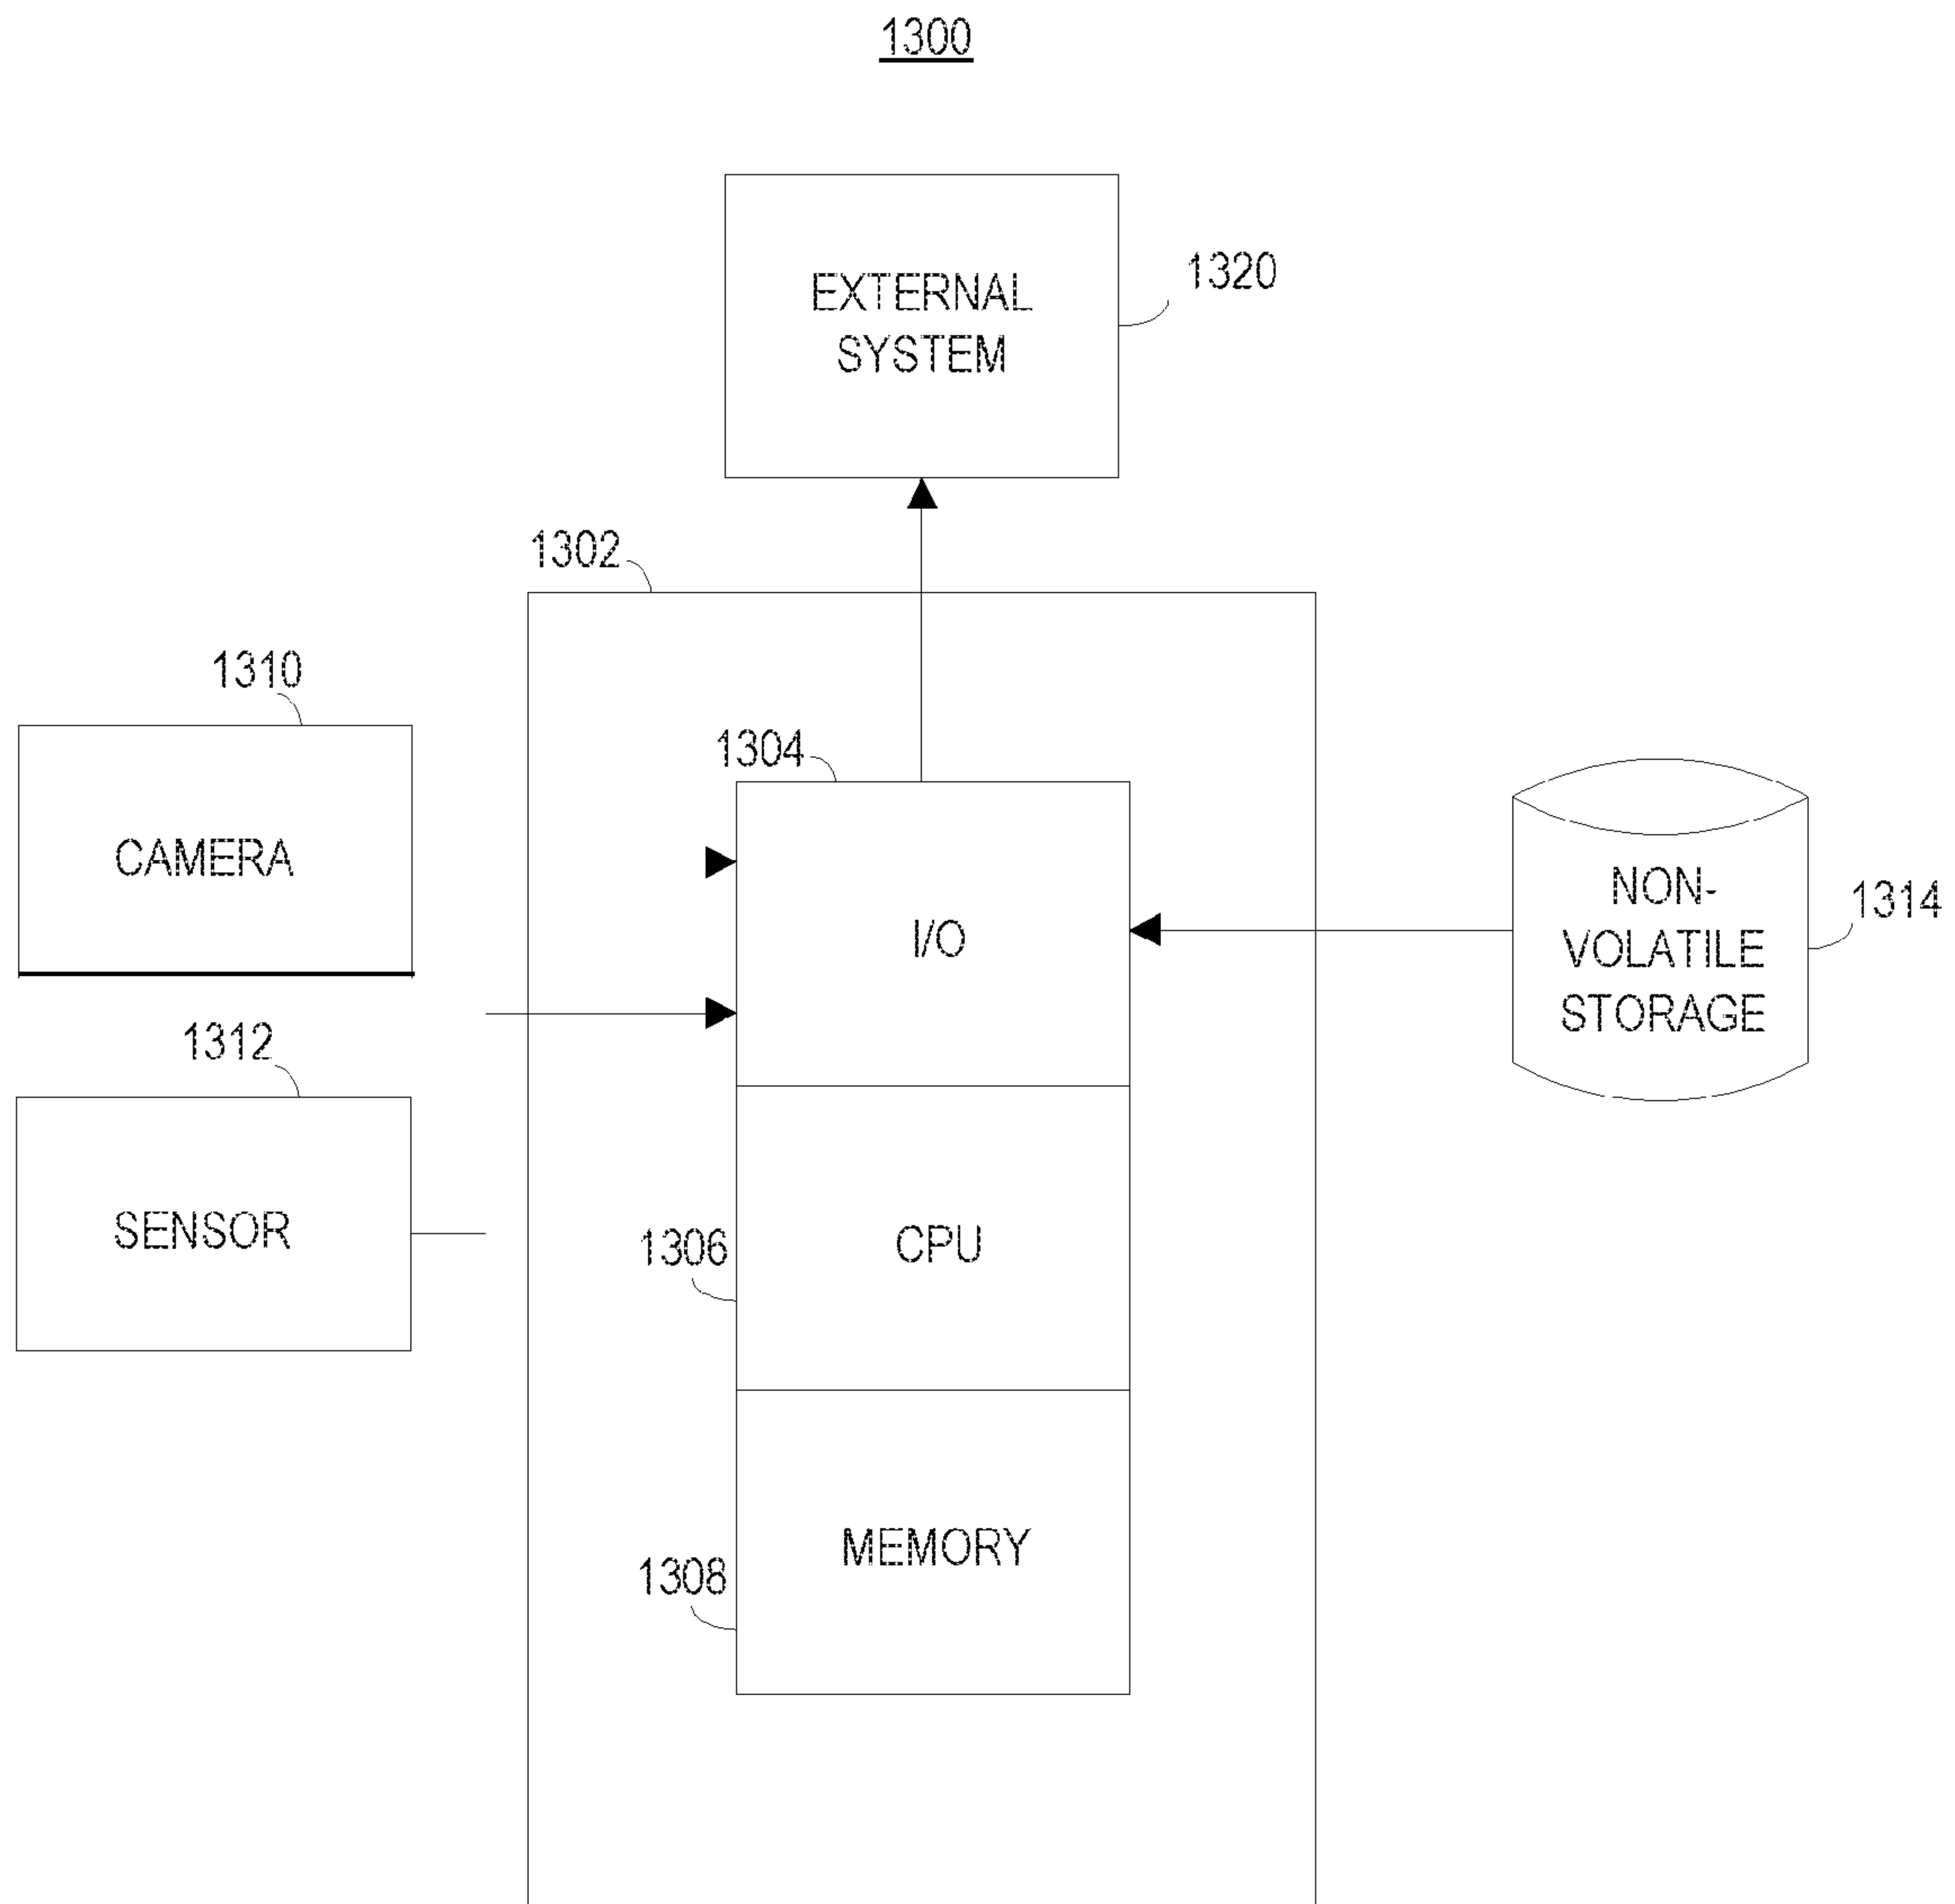 1300
EXTERNAL
SYSTEM
1320
1302
1310
CAMERA
1304
I/O
NON-
VOLATILE
STORAGE
1314
1312
SENSOR
1306
CPU
1308
MEMORY